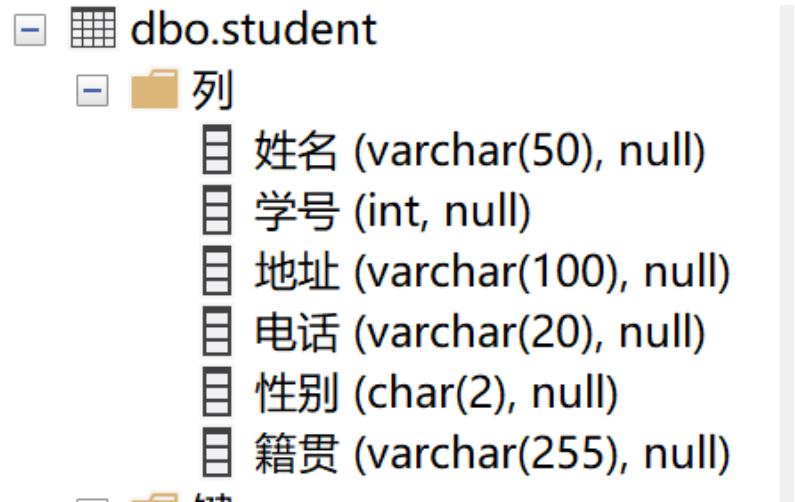 dbo.student
列
姓名 (varchar(50), null)
学号 (int, null)
地址 (varchar(100), null)
电话 (varchar(20), null)
性别 (char(2), null)
籍贯 (varchar(255), null)